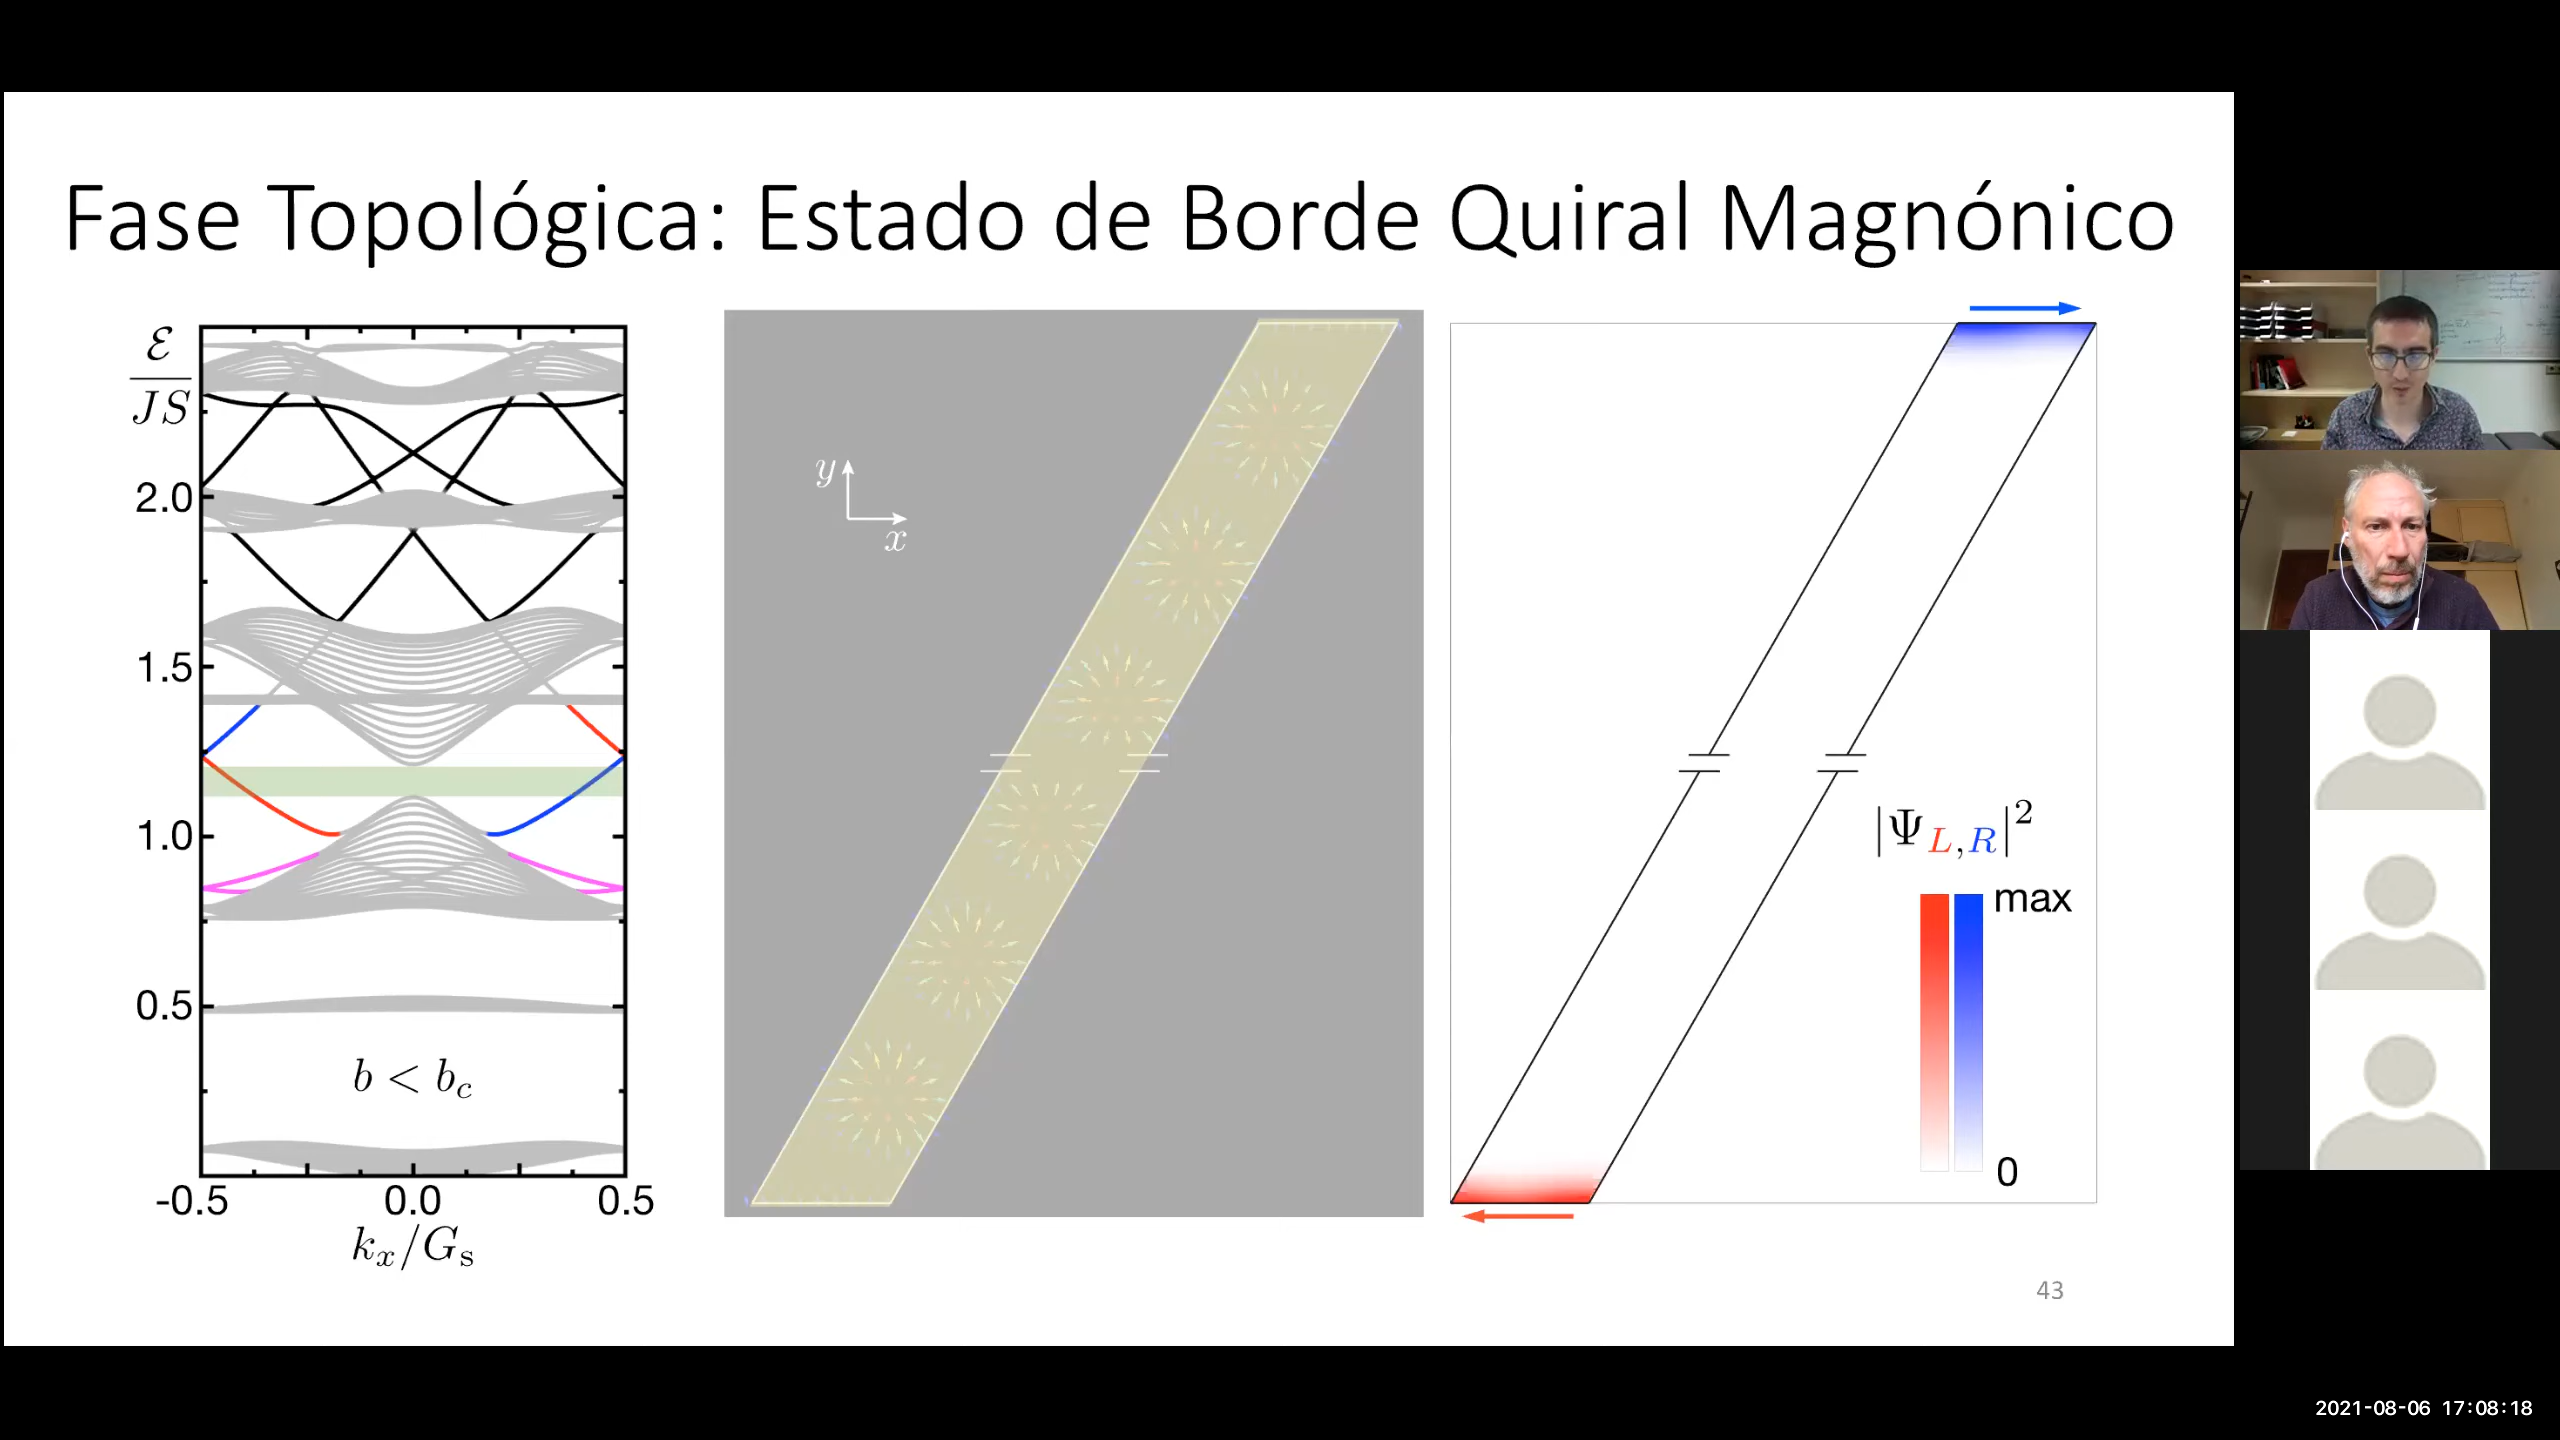 Fase Topológica: Estado de Borde Quiral Magnónico
ℰ
JS
2.0
1.5
1.0
0.5
b < b_c
-0.5 0.0 0.5
k_x/G_s
y
x
|Ψ_L,R|²
max
0
43
2021-08-06 17:08:18